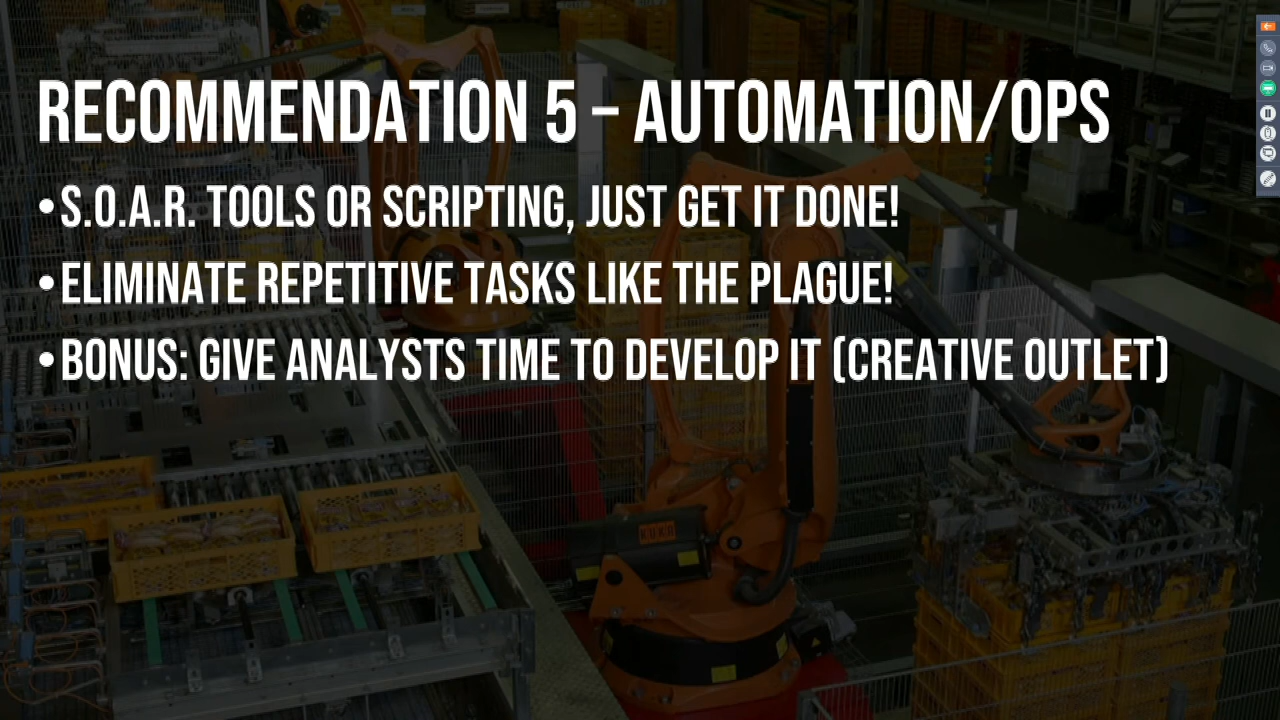 RECOMMENDATION 5 – AUTOMATION/OPS
•S.O.A.R. TOOLS OR SCRIPTING, JUST GET IT DONE!
•ELIMINATE REPETITIVE TASKS LIKE THE PLAGUE!
•BONUS: GIVE ANALYSTS TIME TO DEVELOP IT (CREATIVE OUTLET)
KUKA